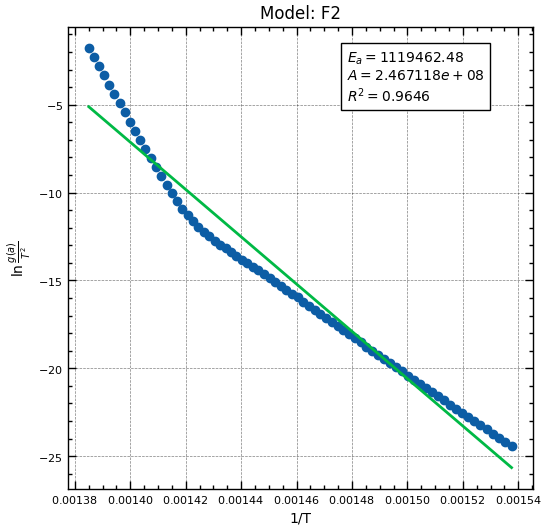 Model: F2
E_a = 1119462.48
A = 2.467118e + 08
R² = 0.9646
−5
−10
−15
−20
−25
ln g(a)/T²
0.00138 0.00140 0.00142 0.00144 0.00146 0.00148 0.00150 0.00152 0.00154
1/T